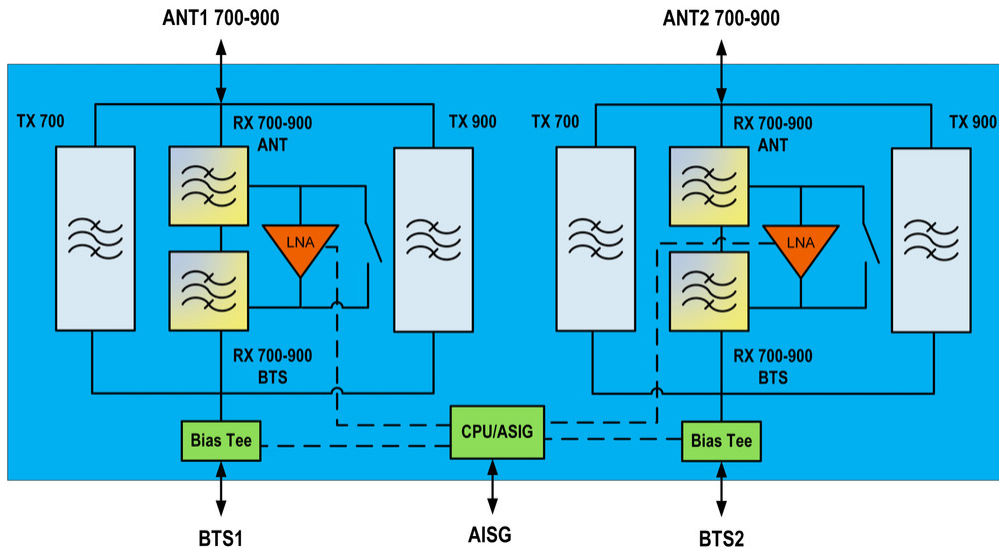 ANT1 700-900
ANT2 700-900
TX 700
RX 700-900
ANT
TX 900
TX 700
RX 700-900
ANT
TX 900
LNA
LNA
RX 700-900
BTS
RX 700-900
BTS
Bias Tee
CPU/ASIG
Bias Tee
BTS1
AISG
BTS2